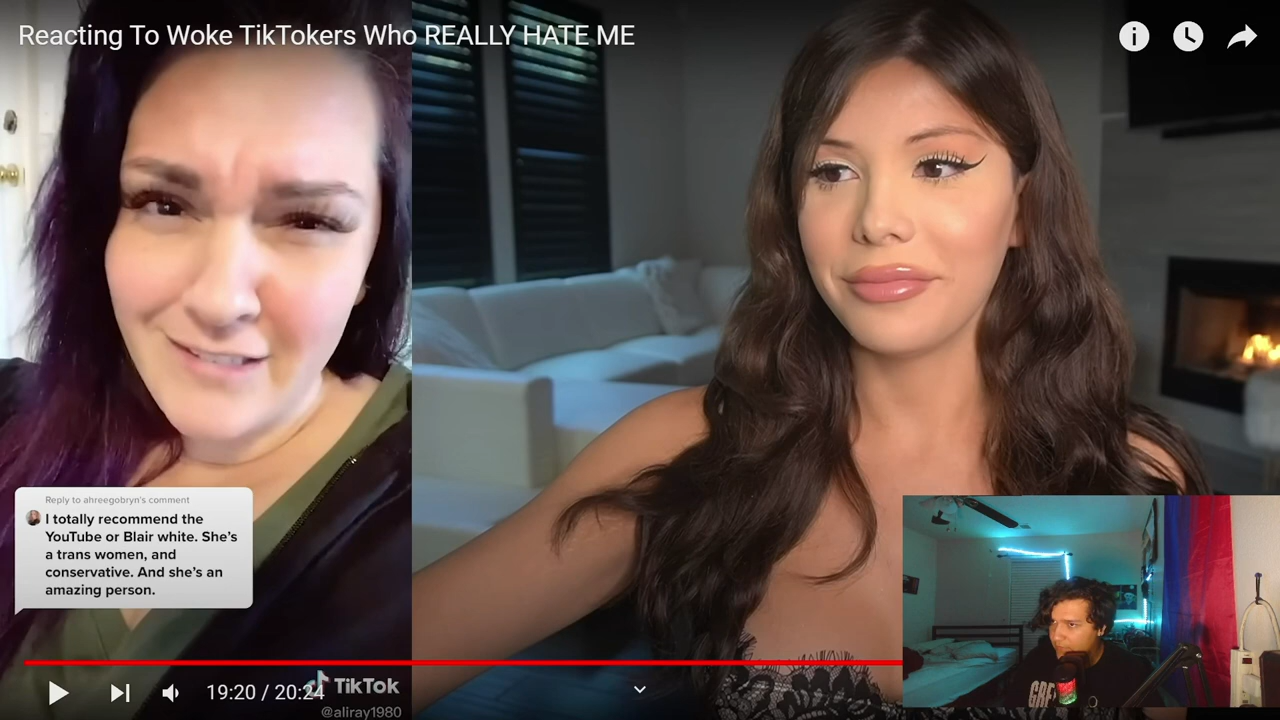 Reacting To Woke TikTokers Who REALLY HATE ME
Reply to ahreegobryn's comment
I totally recommend the
YouTube or Blair white. She's
a trans women, and
conservative. And she's an
amazing person.
19:20 / 20:24
TikTok
@aliray1980